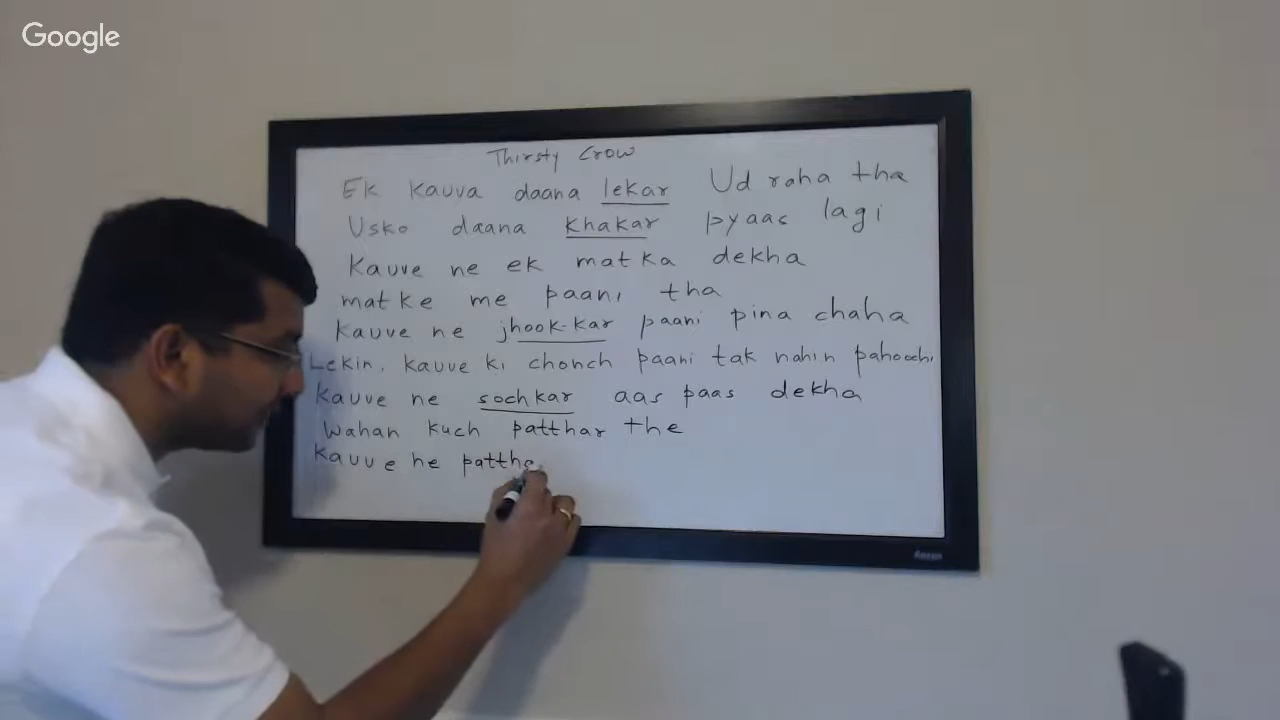 Google
Thirsty Crow
Ek kauva daana lekar Ud raha tha
Usko daana khakar pyaas lagi
Kauve ne ek matka dekha
matke me paani tha
kauve ne jhook-kar paani pina chaha
Lekin, kauve ki chonch paani tak nahin pahochi
kauve ne sochkar aas paas dekha
Wahan kuch patthar the
kauve ne pattha